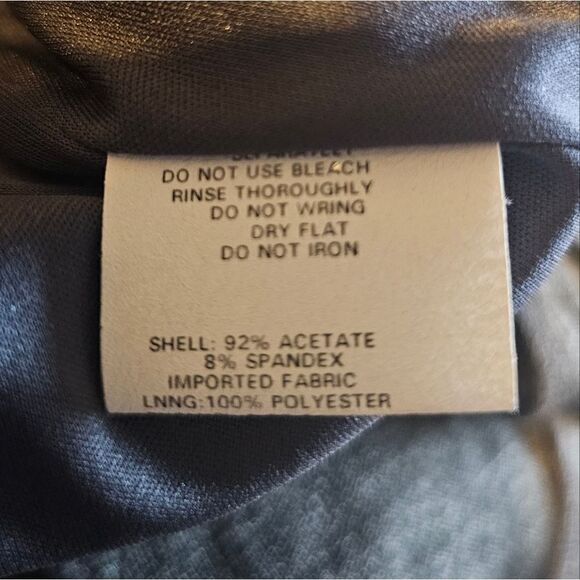 SEPARATELY
DO NOT USE BLEACH
RINSE THOROUGHLY
DO NOT WRING
DRY FLAT
DO NOT IRON
SHELL: 92% ACETATE
8% SPANDEX
IMPORTED FABRIC
LNNG:100% POLYESTER